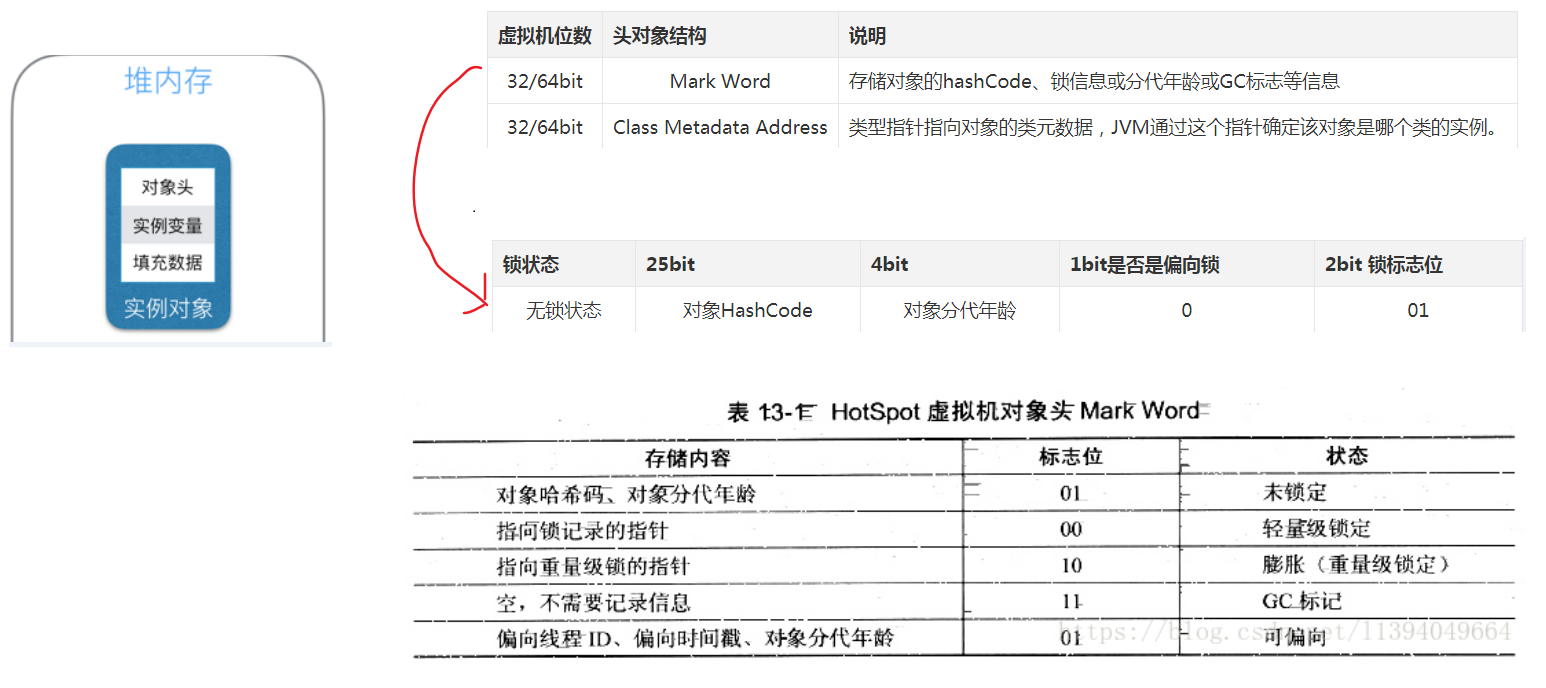 堆内存
对象头
实例变量
填充数据
实例对象
虚拟机位数 头对象结构 说明
32/64bit Mark Word 存储对象的hashCode、锁信息或分代年龄或GC标志等信息
32/64bit Class Metadata Address 类型指针指向对象的类元数据，JVM通过这个指针确定该对象是哪个类的实例。
锁状态 25bit 4bit 1bit是否是偏向锁 2bit 锁标志位
无锁状态 对象HashCode 对象分代年龄 0 01
表 13-1 HotSpot 虚拟机对象头 Mark Word
存储内容 标志位 状态
对象哈希码、对象分代年龄 01 未锁定
指向锁记录的指针 00 轻量级锁定
指向重量级锁的指针 10 膨胀（重量级锁定）
空，不需要记录信息 11 GC 标记
偏向线程 ID、偏向时间戳、对象分代年龄 01 可偏向
https://blog.csdn.net/11394049664